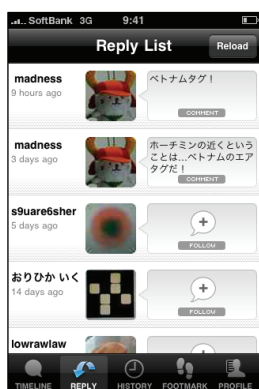 SoftBank 3G 9:41
Reply List Reload
madness
9 hours ago
ベトナムタグ！
COMMENT
madness
3 days ago
ホーチミンの近くという
ことは…ベトナムのエア
タグだ！
COMMENT
s9uare6sher
5 days ago
FOLLOW
おりひか いく
14 days ago
FOLLOW
lowrawlaw
TIMELINE REPLY HISTORY FOOTMARK PROFILE